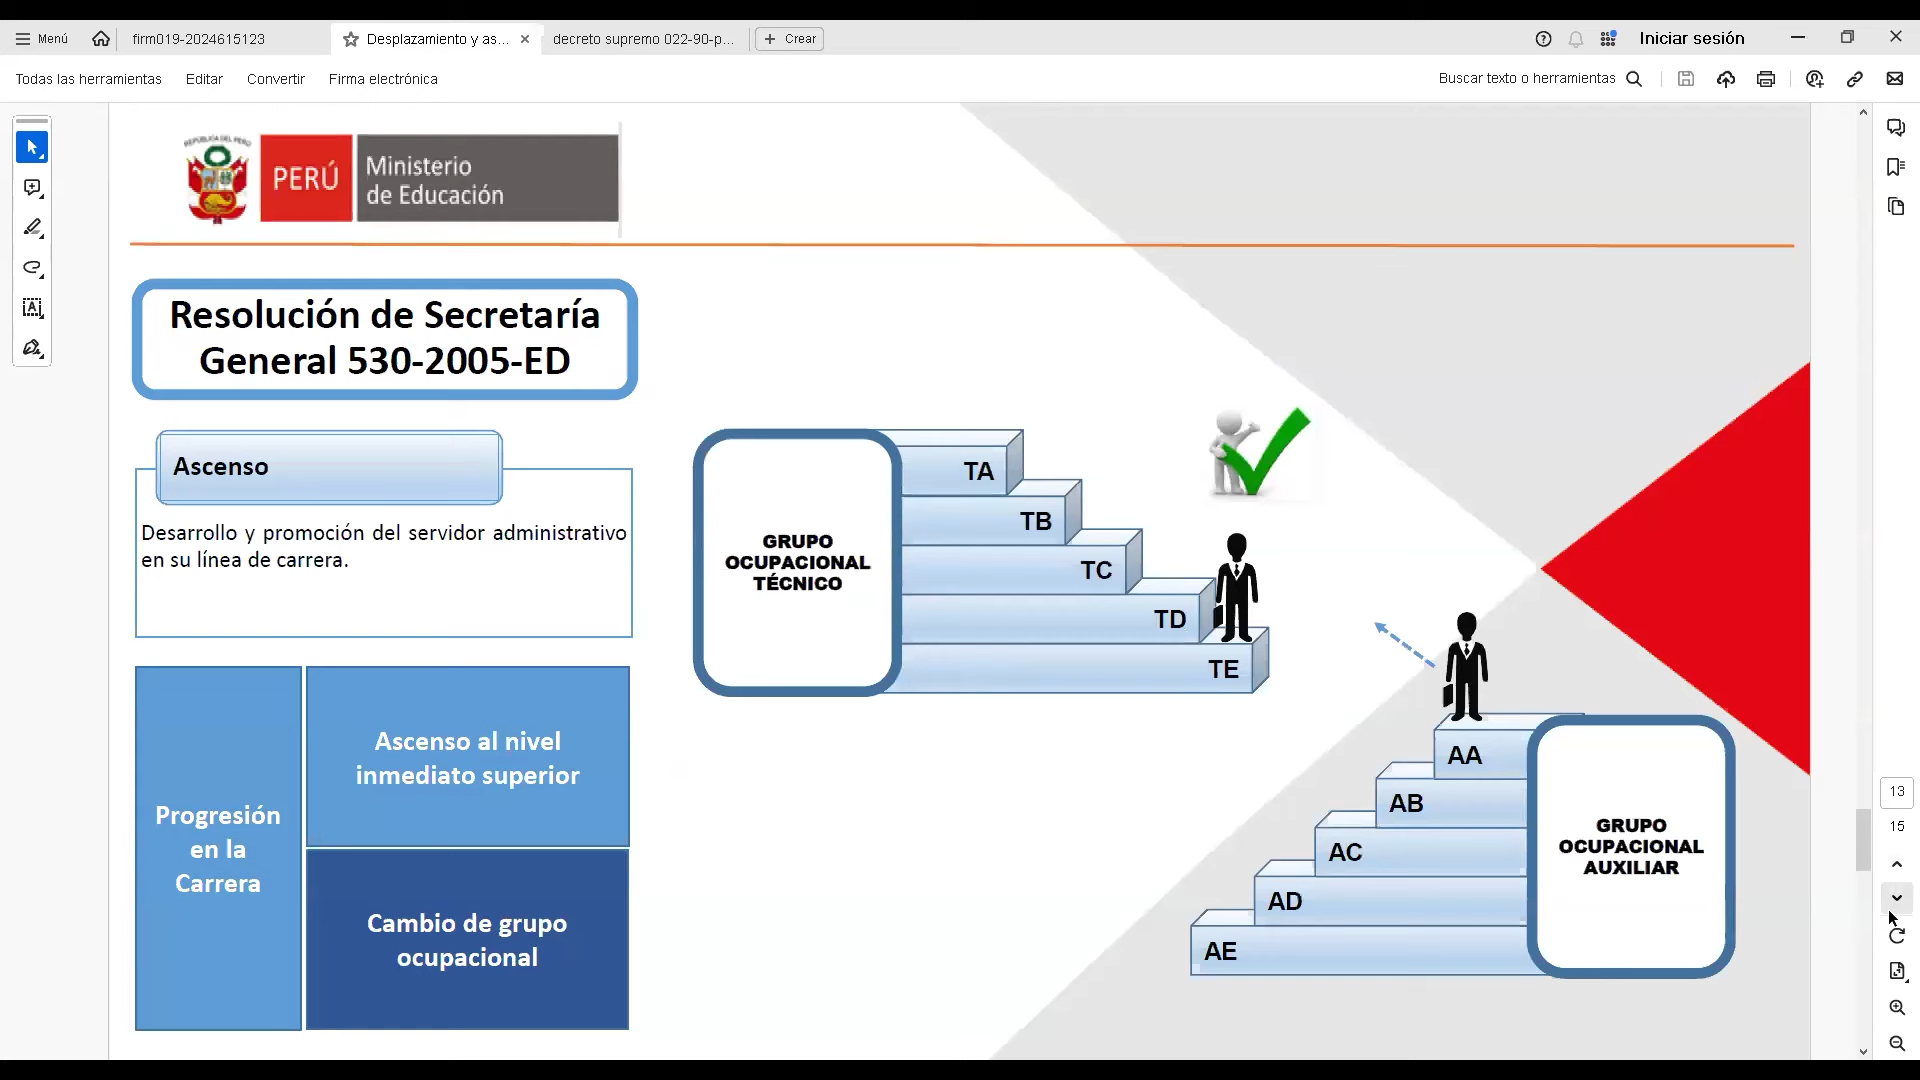 Menú
firm019-2024615123
Desplazamiento y as...
decreto supremo 022-90-p...
Crear
Iniciar sesión
Todas las herramientas
Editar
Convertir
Firma electrónica
Buscar texto o herramientas
REPÚBLICA DEL PERÚ
PERÚ
Ministerio
de Educación
Resolución de Secretaría
General 530-2005-ED
Ascenso
Desarrollo y promoción del servidor administrativo
en su línea de carrera.
Progresión
en la
Carrera
Ascenso al nivel
inmediato superior
Cambio de grupo
ocupacional
GRUPO
OCUPACIONAL
TÉCNICO
TA
TB
TC
TD
TE
AA
AB
AC
AD
AE
GRUPO
OCUPACIONAL
AUXILIAR
13
15